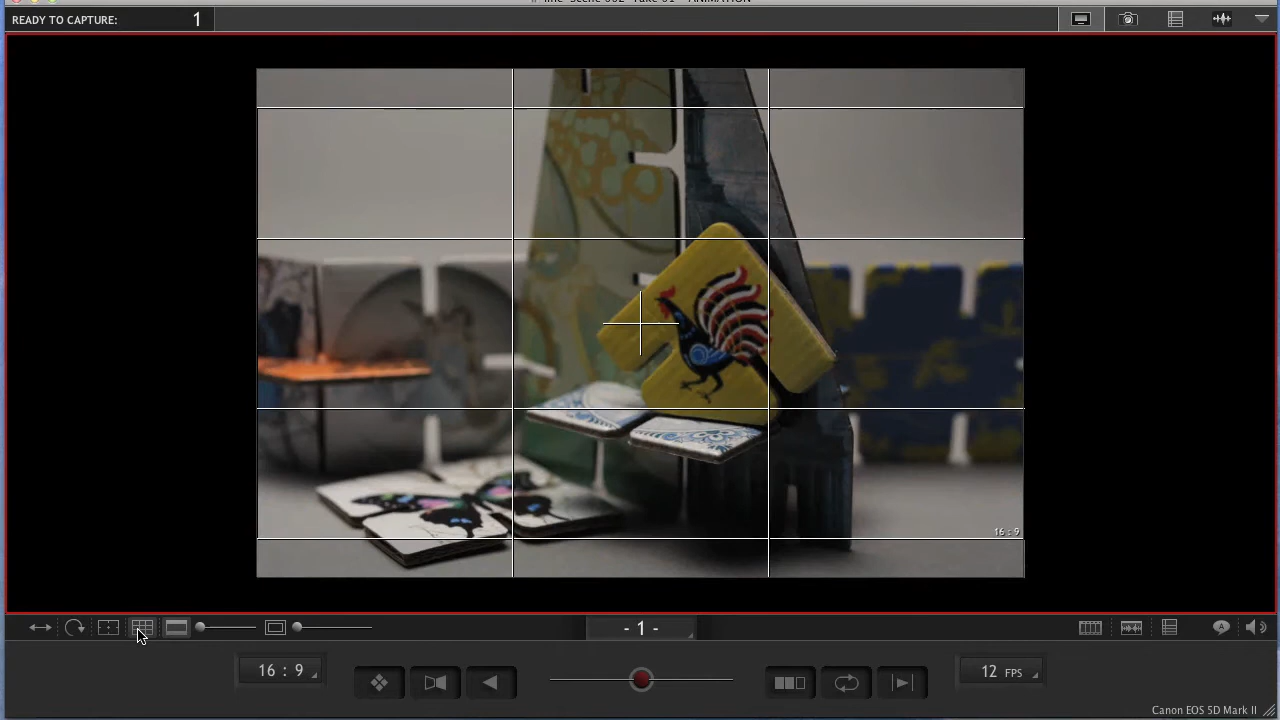 READY TO CAPTURE: 1
16 : 9
- 1 -
16 : 9
12 FPS
Canon EOS 5D Mark II